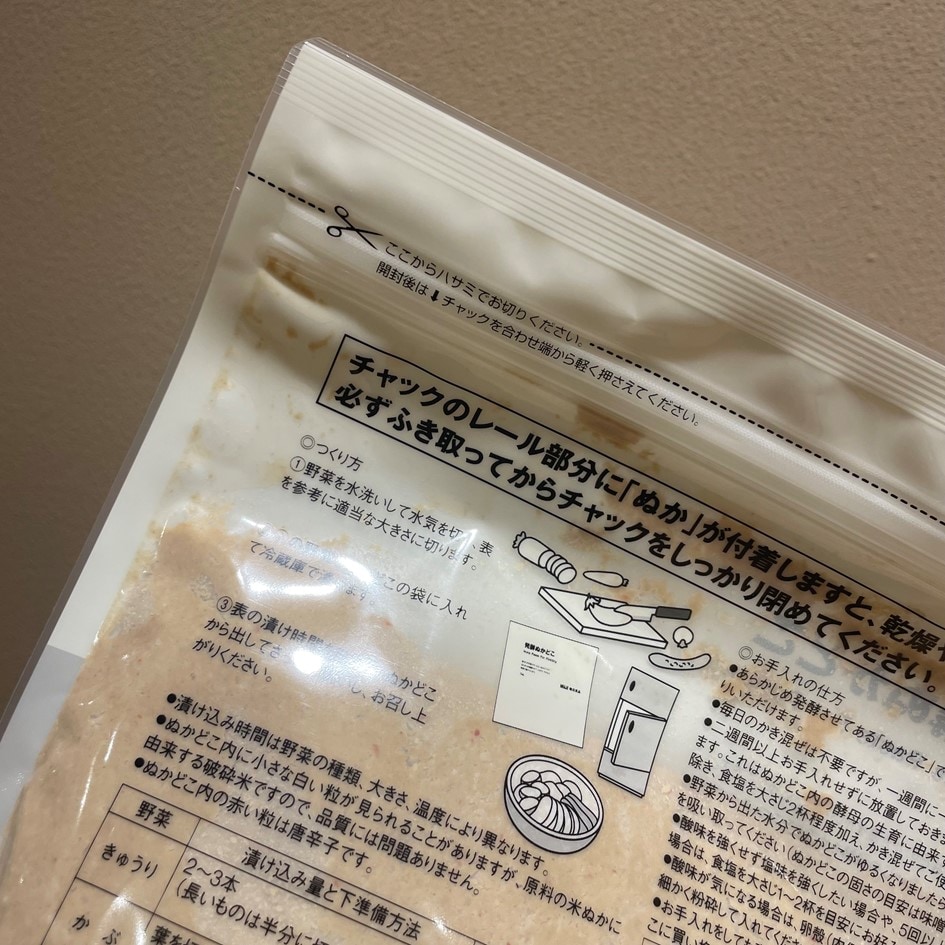 ここからハサミでお切りください。
開封後は⬇チャックを合わせ端から軽く押さえてください。
チャックのレール部分に「ぬか」が付着しますと、乾燥
必ずふき取ってからチャックをしっかり閉めてください。
◎つくり方
①野菜を水洗いして水気を切り、表
を参考に適当な大きさに切ります。
この袋に入れ
て冷蔵庫で
ます
③表の漬け時間
ぬかどこ
から出してさ
し、お召し上
がりください。
●漬け込み時間は野菜の種類、大きさ、温度により異なります。
●ぬかどこ内に小さな白い粒が見られることがありますが、原料の米ぬかに
由来する破砕米ですので、品質には問題ありません。
●ぬかどこ内の赤い粒は唐辛子です。
野菜
漬け込み量と下準備方法
きゅうり
2~3本
(長いものは半分に
かぶ
葉を
発酵ぬかどこ
◎お手入れの仕方
●あらかじめ発酵させてある「ぬかどこ」
りいただけます。
●毎日のかき混ぜは不要ですが、一週間に
●二週間以上お手入れせずに放置しておき
ます。これはぬかどこ内の酵母の生育に由来
除き、食塩を大さじ2杯程度加え、かき混ぜてご使
●野菜から出た水分でぬかどこがゆるくなりましたら
を吸い取ってください(ぬかどこの固さの目安は味噌
●酸味を強くせず塩味を強くしたい場合や、5回以上
場合は、食塩を大さじ1~2杯を目安にお好
●酸味が気になる場合は、卵殻(内
細かく粉砕して入れてく
●お手入れをしてもお
こに買い